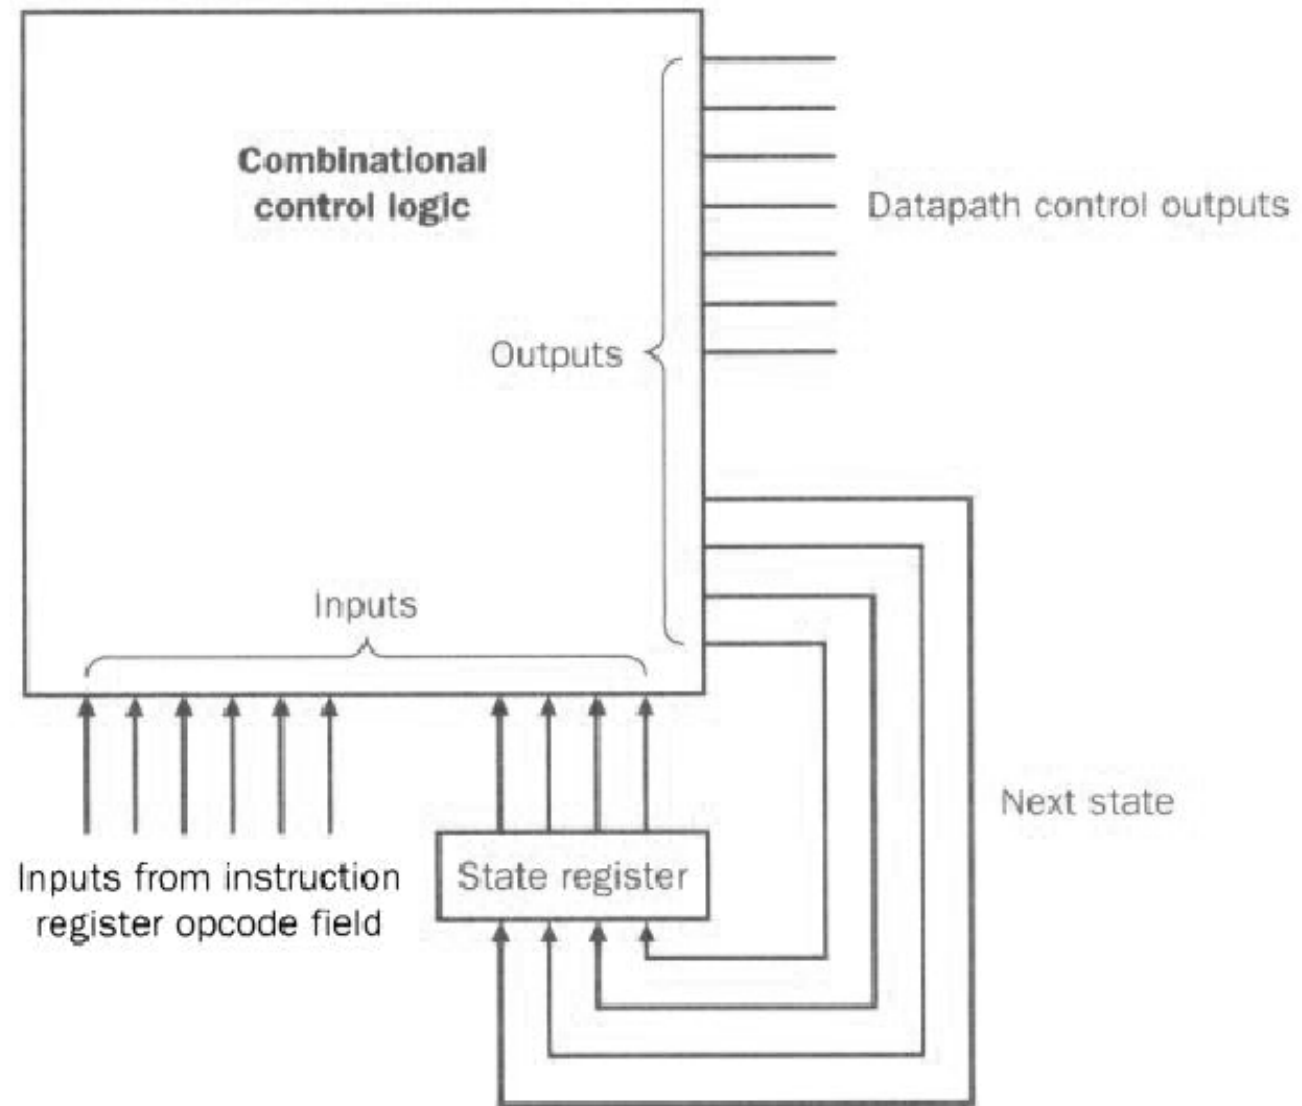 Combinational
control logic
Datapath control outputs
Outputs
Inputs
Next state
Inputs from instruction
register opcode field
State register